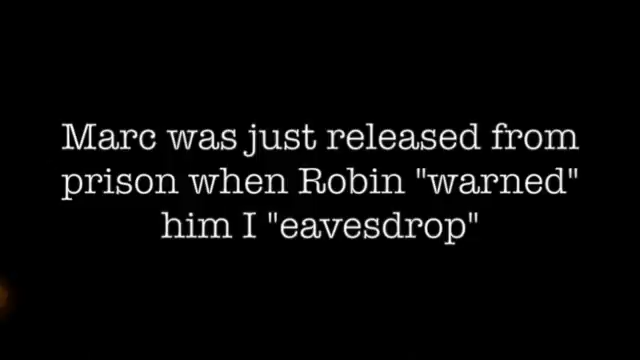 Marc was just released from
prison when Robin "warned"
him I "eavesdrop"